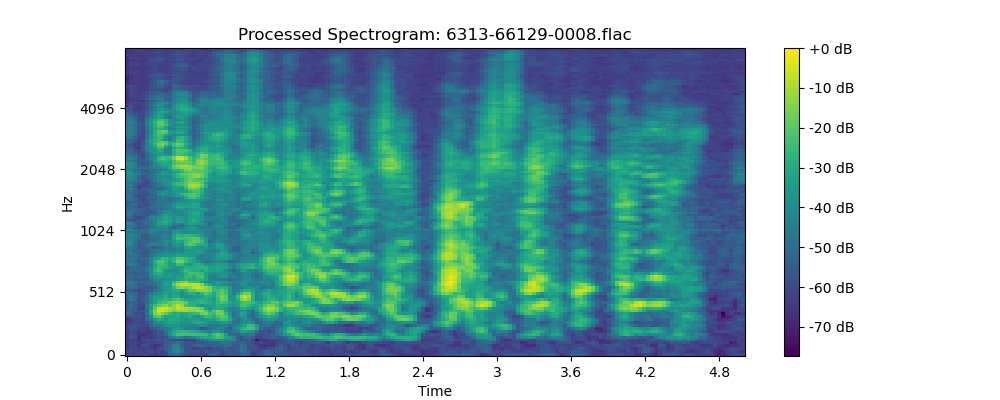 Processed Spectrogram: 6313-66129-0008.flac
Hz
4096
2048
1024
512
0
0 0.6 1.2 1.8 2.4 3 3.6 4.2 4.8
Time
+0 dB
-10 dB
-20 dB
-30 dB
-40 dB
-50 dB
-60 dB
-70 dB